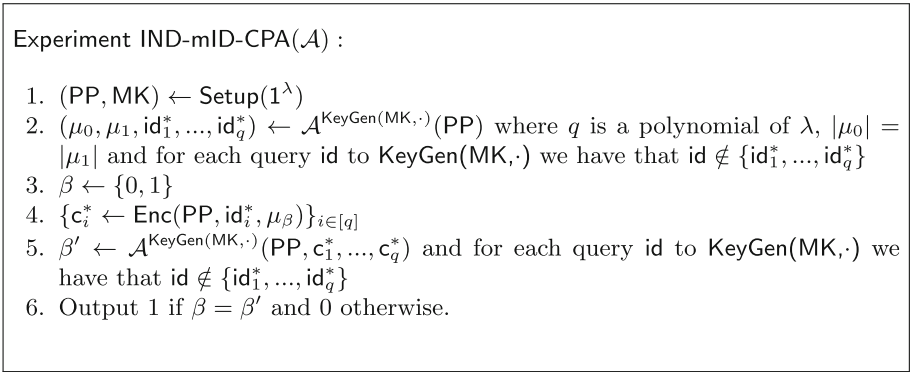 Experiment IND-mID-CPA(𝒜) :
1. (PP, MK) ← Setup(1^λ)
2. (μ₀, μ₁, id₁*, ..., id_q*) ← 𝒜^KeyGen(MK,·)(PP) where q is a polynomial of λ, |μ₀| =
|μ₁| and for each query id to KeyGen(MK,·) we have that id ∉ {id₁*, ..., id_q*}
3. β ← {0, 1}
4. {c_i* ← Enc(PP, id_i*, μ_β)}_{i∈[q]}
5. β′ ← 𝒜^KeyGen(MK,·)(PP, c₁*, ..., c_q*) and for each query id to KeyGen(MK,·) we
have that id ∉ {id₁*, ..., id_q*}
6. Output 1 if β = β′ and 0 otherwise.